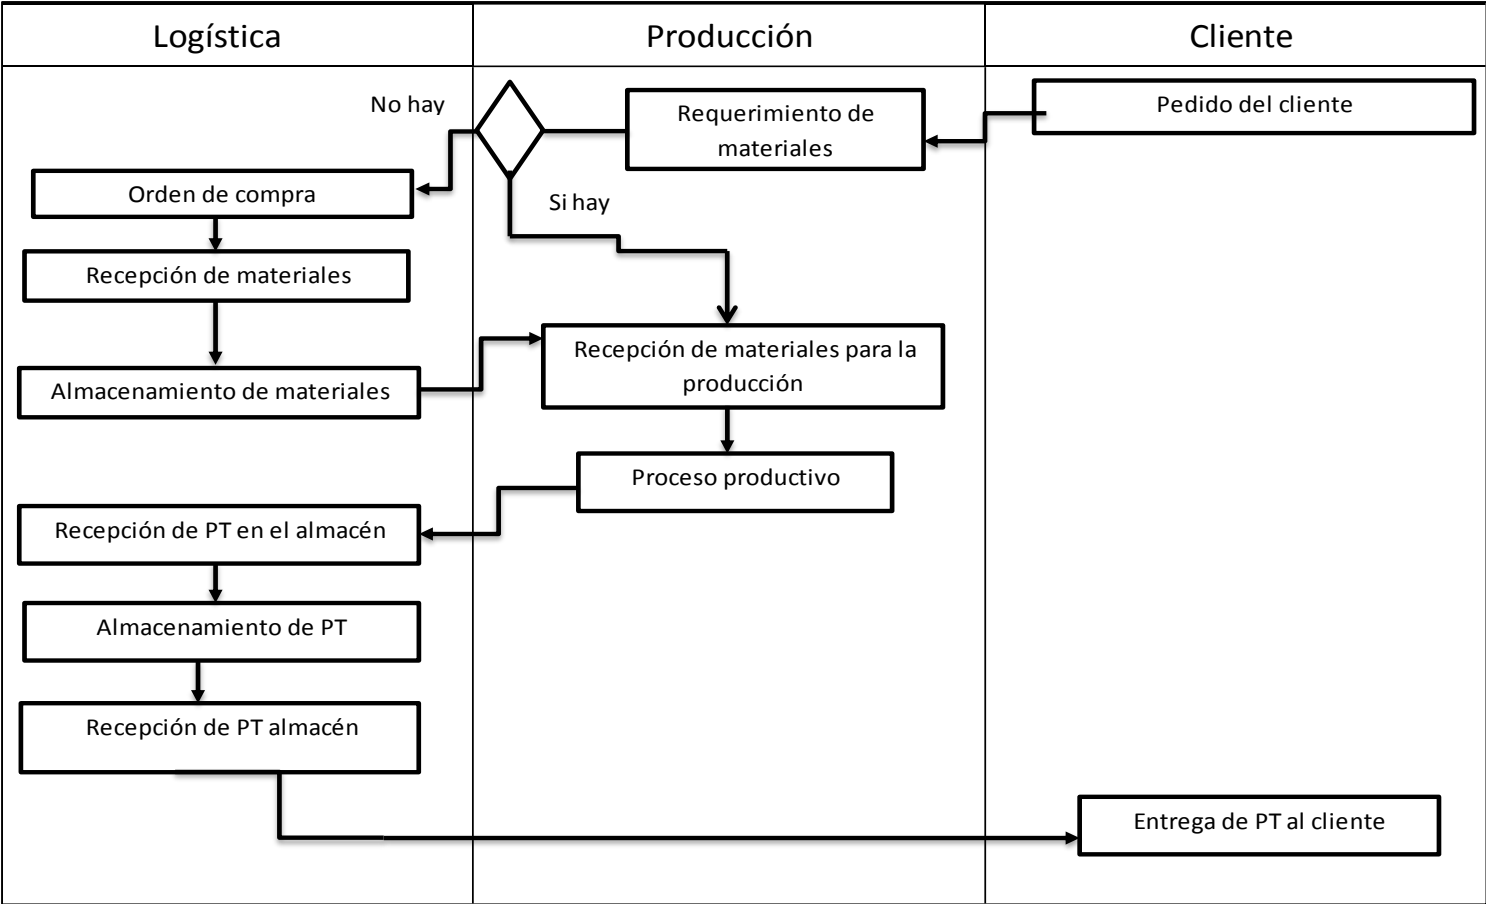 Logística
Producción
Cliente
No hay
Requerimiento de
materiales
Pedido del cliente
Orden de compra
Si hay
Recepción de materiales
Recepción de materiales para la
producción
Almacenamiento de materiales
Proceso productivo
Recepción de PT en el almacén
Almacenamiento de PT
Recepción de PT almacén
Entrega de PT al cliente